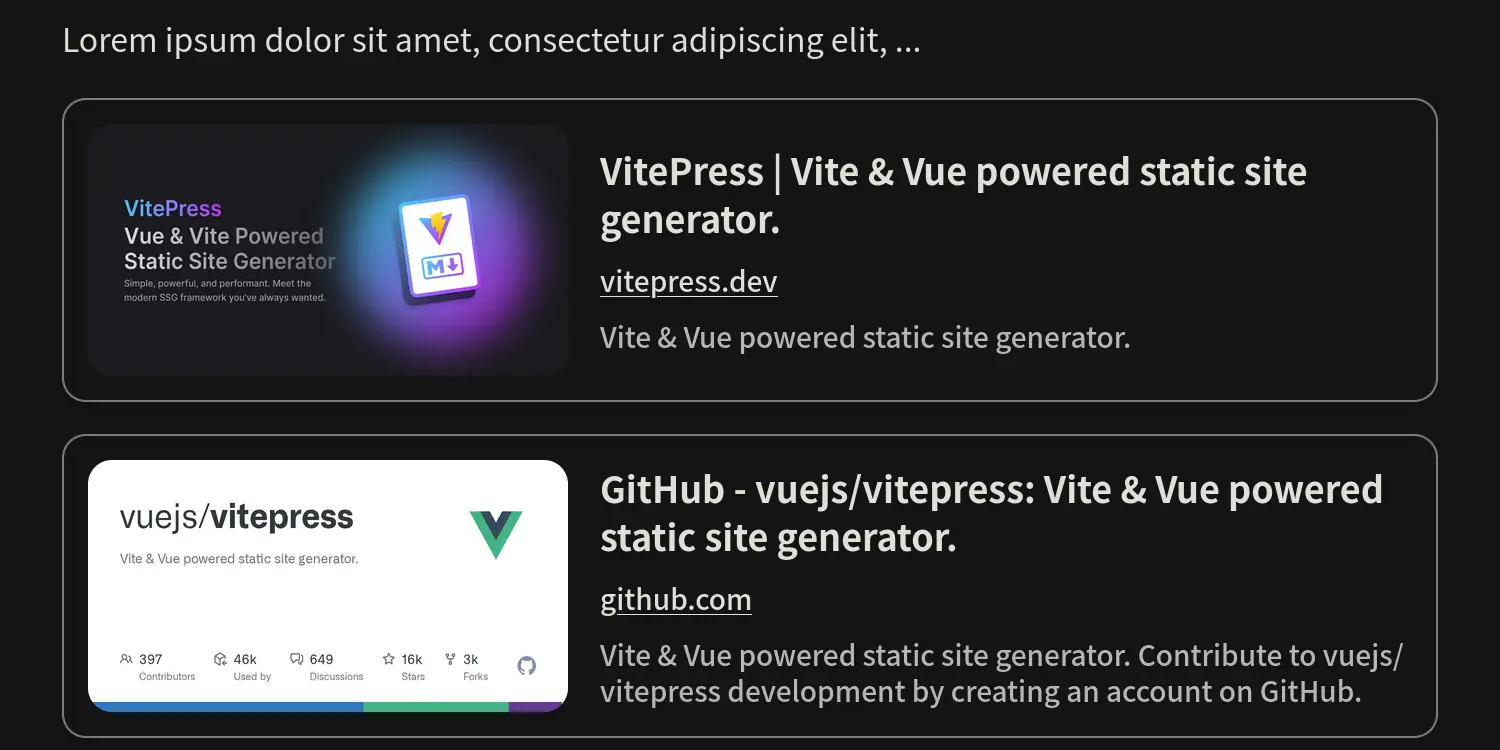 Lorem ipsum dolor sit amet, consectetur adipiscing elit, ...
VitePress
Vue & Vite Powered
Static Site Generator
Simple, powerful, and performant. Meet the
modern SSG framework you've always wanted.
M
VitePress | Vite & Vue powered static site
generator.
vitepress.dev
Vite & Vue powered static site generator.
vuejs/vitepress
Vite & Vue powered static site generator.
397 46k 649 16k 3k
Contributors Used by Discussions Stars Forks
GitHub - vuejs/vitepress: Vite & Vue powered
static site generator.
github.com
Vite & Vue powered static site generator. Contribute to vuejs/
vitepress development by creating an account on GitHub.